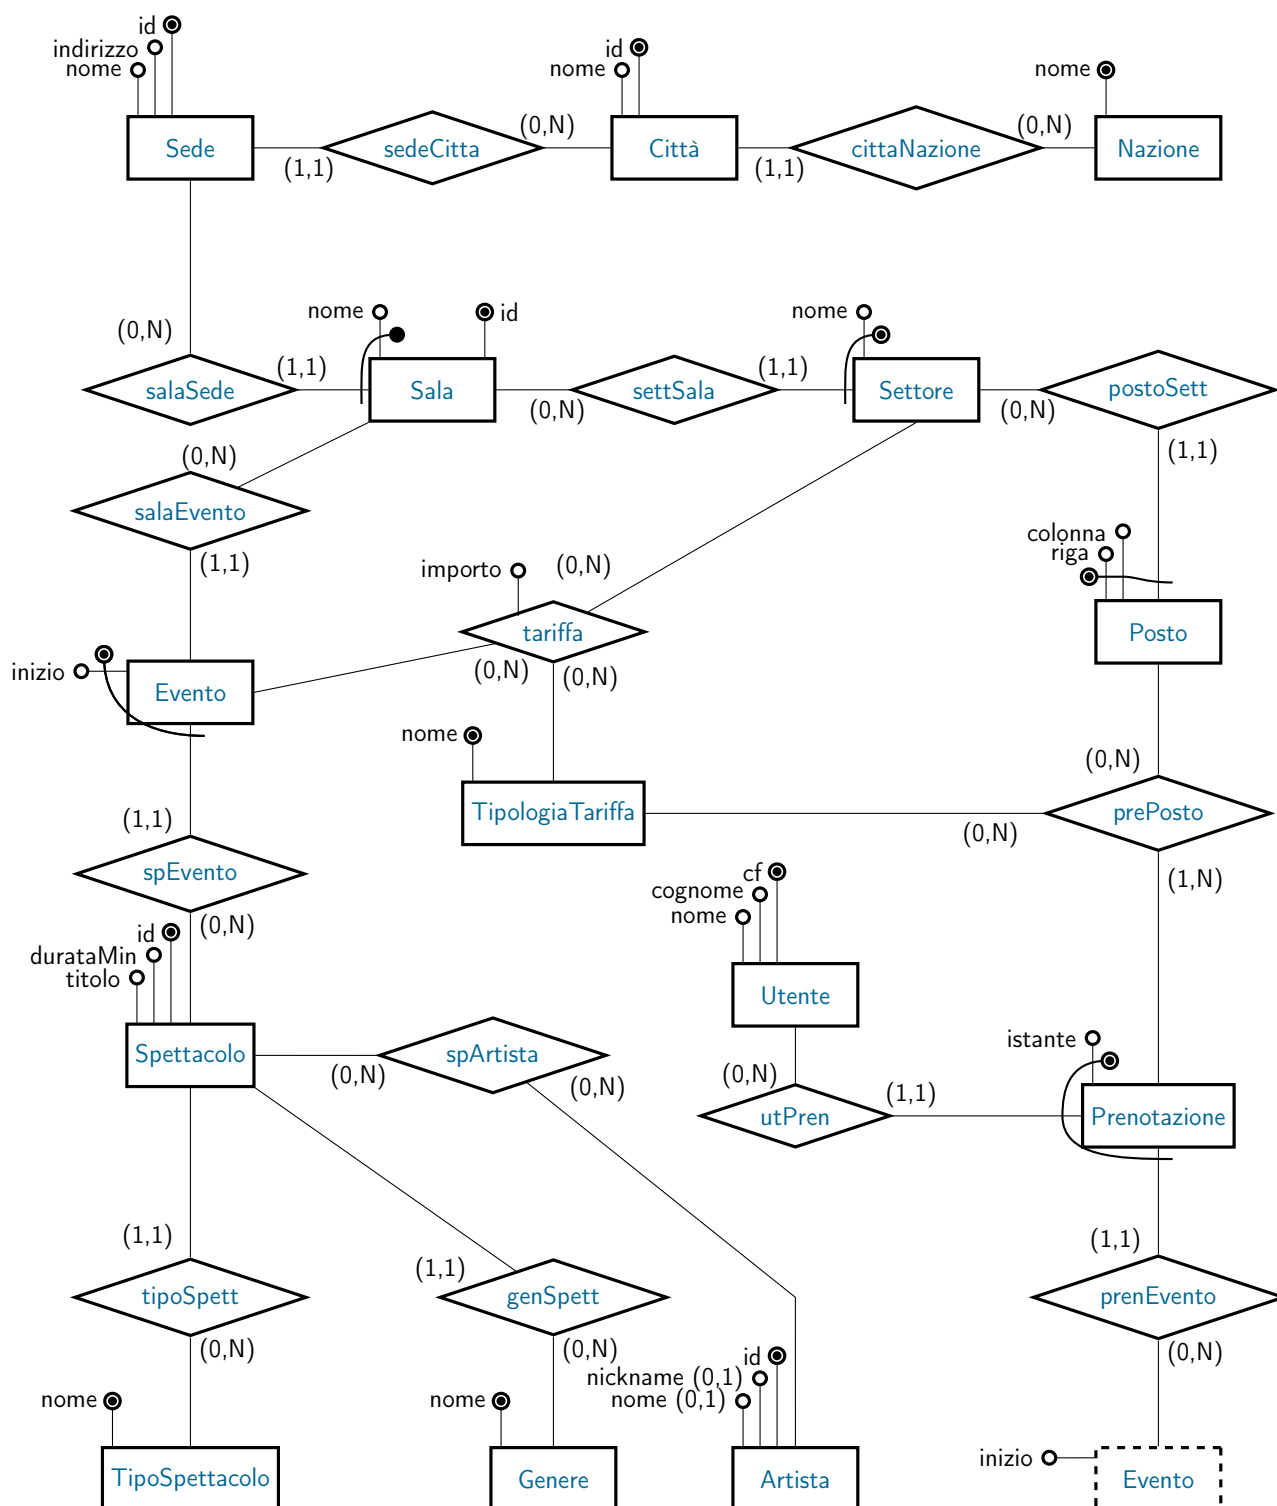 id
indirizzo
nome
id
nome
nome
Sede
sedeCitta
Città
cittaNazione
Nazione
(1,1)
(0,N)
(1,1)
(0,N)
(0,N)
nome
id
nome
salaSede
(1,1)
Sala
(0,N)
settSala
(1,1)
Settore
(0,N)
postoSett
(1,1)
(0,N)
salaEvento
(1,1)
colonna
riga
importo
(0,N)
tariffa
(0,N)
(0,N)
Posto
inizio
Evento
nome
TipologiaTariffa
(0,N)
(0,N)
prePosto
(1,N)
(1,1)
spEvento
(0,N)
cf
cognome
nome
id
durataMin
titolo
Utente
Spettacolo
(0,N)
spArtista
(0,N)
(0,N)
utPren
(1,1)
istante
Prenotazione
(1,1)
tipoSpett
(0,N)
(1,1)
genSpett
(0,N)
(1,1)
prenEvento
(0,N)
nome
nome
id
nickname (0,1)
nome (0,1)
inizio
TipoSpettacolo
Genere
Artista
Evento